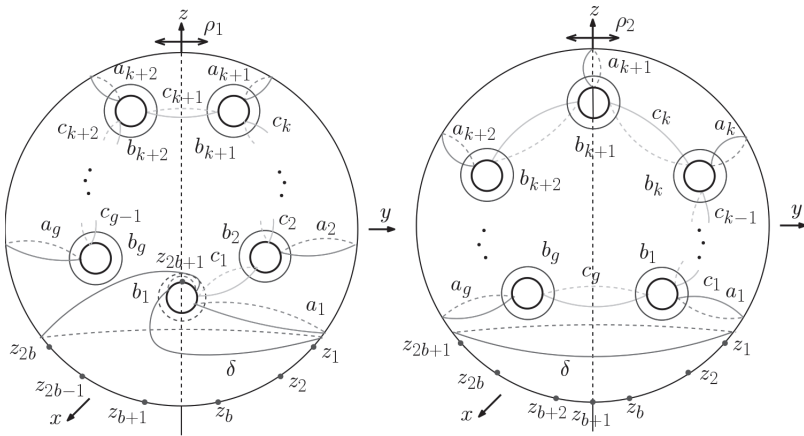 z
ρ_1
a_{k+2}
a_{k+1}
c_{k+1}
c_{k+2}
c_k
b_{k+2}
b_{k+1}
c_{g-1}
a_g
b_g
z_{2b+1}
b_2
c_2
a_2
c_1
b_1
a_1
y
z_{2b}
δ
z_1
z_{2b-1}
z_2
x
z_{b+1}
z_b
z
ρ_2
a_{k+1}
a_{k+2}
c_k
a_k
b_{k+1}
b_{k+2}
b_k
c_{k-1}
b_g
b_1
c_g
c_1
a_g
a_1
y
z_{2b+1}
δ
z_1
z_{2b}
z_2
x
z_{b+2}
z_{b+1}
z_b